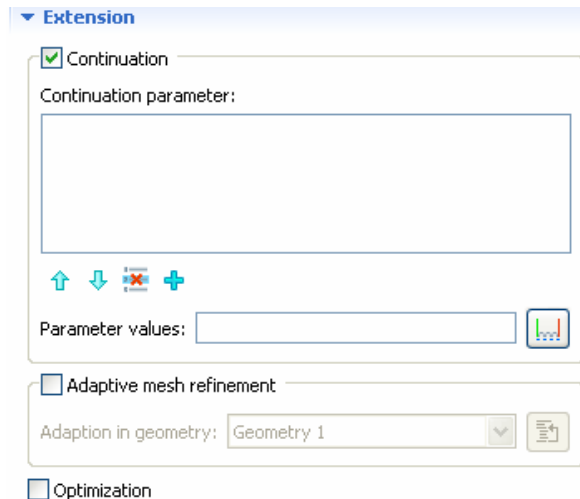 Extension
Continuation
Continuation parameter:
Parameter values:
Adaptive mesh refinement
Adaption in geometry: Geometry 1
Optimization